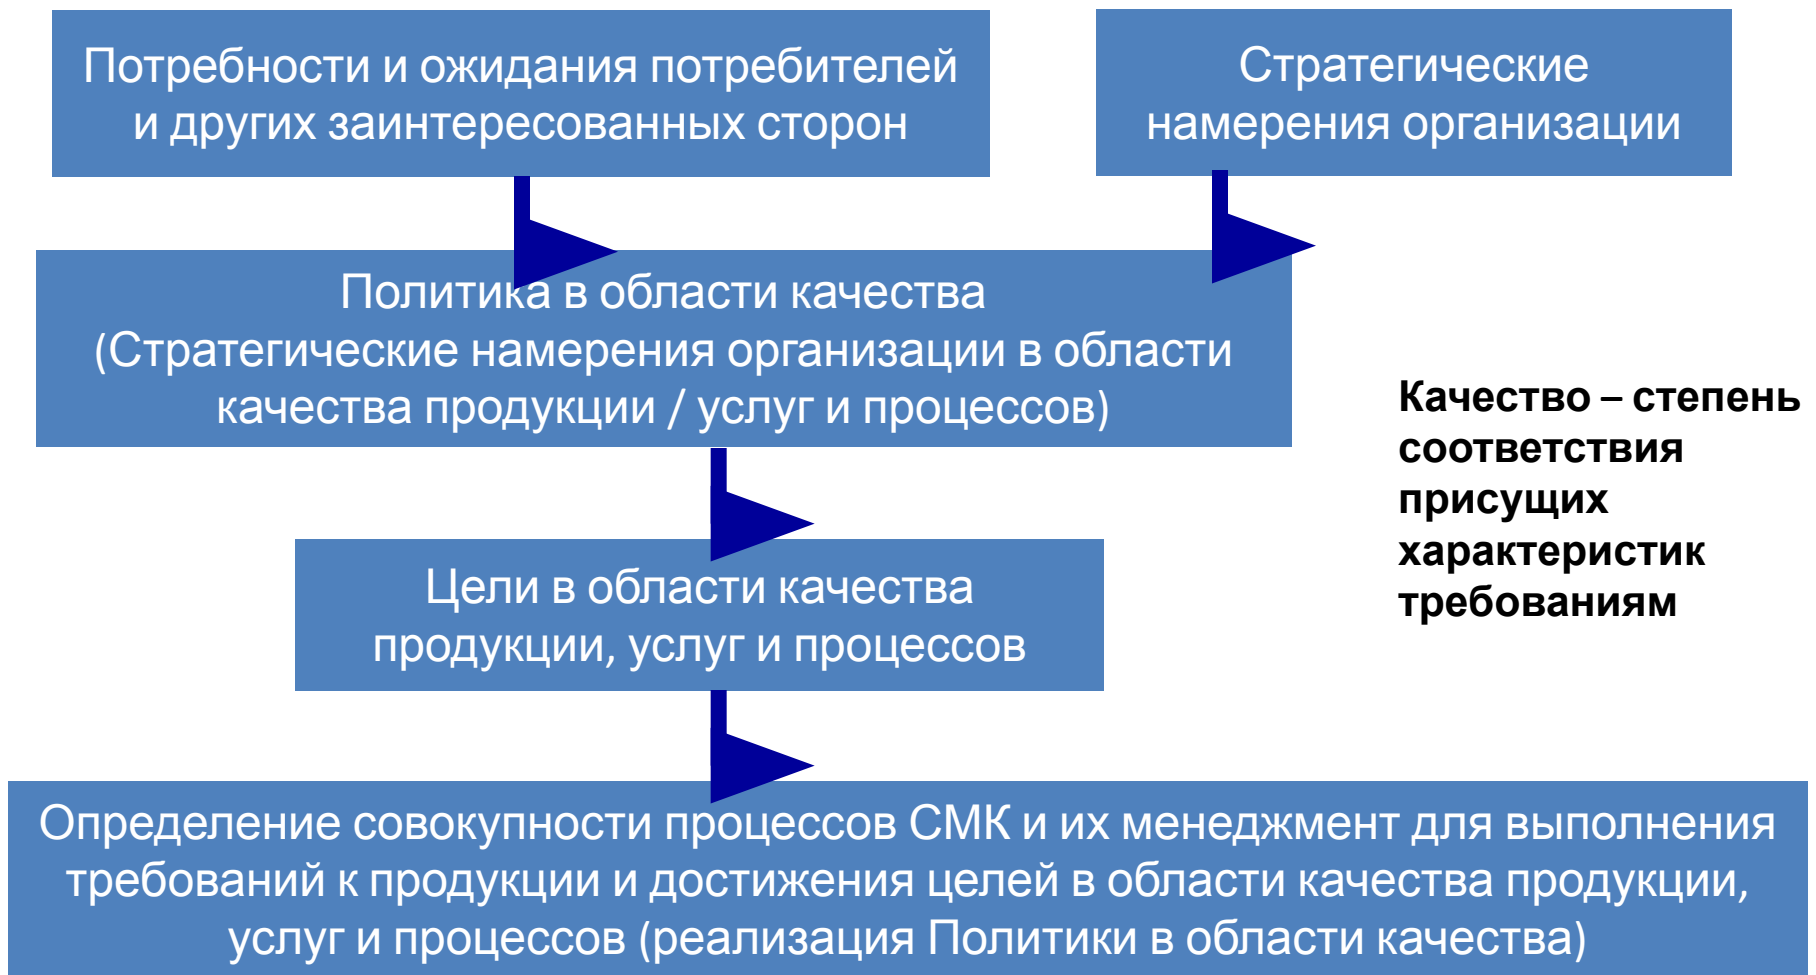 Потребности и ожидания потребителей
и других заинтересованных сторон
Стратегические
намерения организации
Политика в области качества
(Стратегические намерения организации в области
качества продукции / услуг и процессов)
Качество – степень
соответствия
присущих
характеристик
требованиям
Цели в области качества
продукции, услуг и процессов
Определение совокупности процессов СМК и их менеджмент для выполнения
требований к продукции и достижения целей в области качества продукции,
услуг и процессов (реализация Политики в области качества)